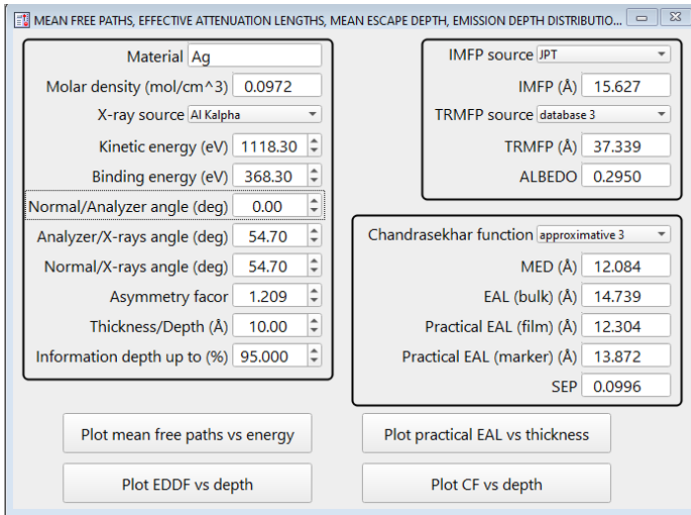 MEAN FREE PATHS, EFFECTIVE ATTENUATION LENGTHS, MEAN ESCAPE DEPTH, EMISSION DEPTH DISTRIBUTIO...
Material Ag
Molar density (mol/cm^3) 0.0972
X-ray source Al Kalpha
Kinetic energy (eV) 1118.30
Binding energy (eV) 368.30
Normal/Analyzer angle (deg) 0.00
Analyzer/X-rays angle (deg) 54.70
Normal/X-rays angle (deg) 54.70
Asymmetry facor 1.209
Thickness/Depth (Å) 10.00
Information depth up to (%) 95.000
IMFP source JPT
IMFP (Å) 15.627
TRMFP source database 3
TRMFP (Å) 37.339
ALBEDO 0.2950
Chandrasekhar function approximative 3
MED (Å) 12.084
EAL (bulk) (Å) 14.739
Practical EAL (film) (Å) 12.304
Practical EAL (marker) (Å) 13.872
SEP 0.0996
Plot mean free paths vs energy
Plot practical EAL vs thickness
Plot EDDF vs depth
Plot CF vs depth